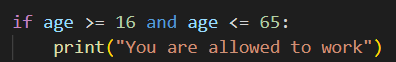 if age >= 16 and age <= 65:
    print("You are allowed to work")